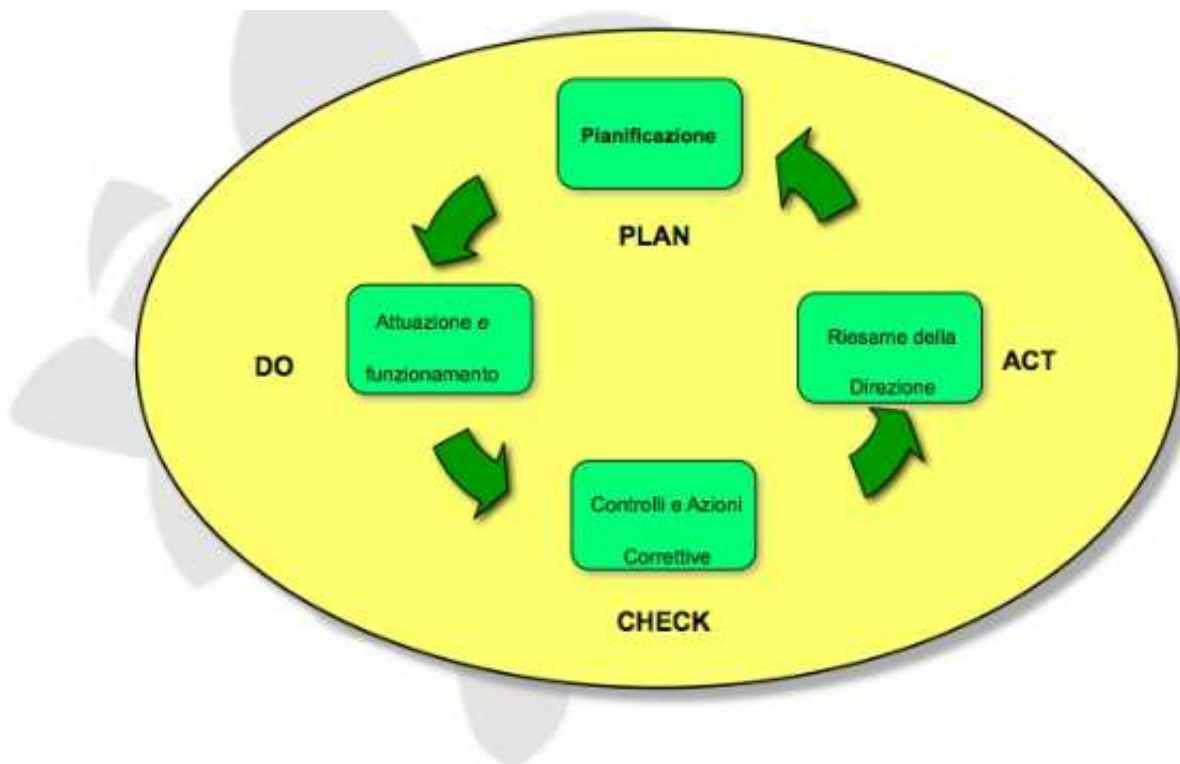 Pianificazione
PLAN
Attuazione e
funzionamento
DO
Riesame della
Direzione
ACT
Controlli e Azioni
Correttive
CHECK